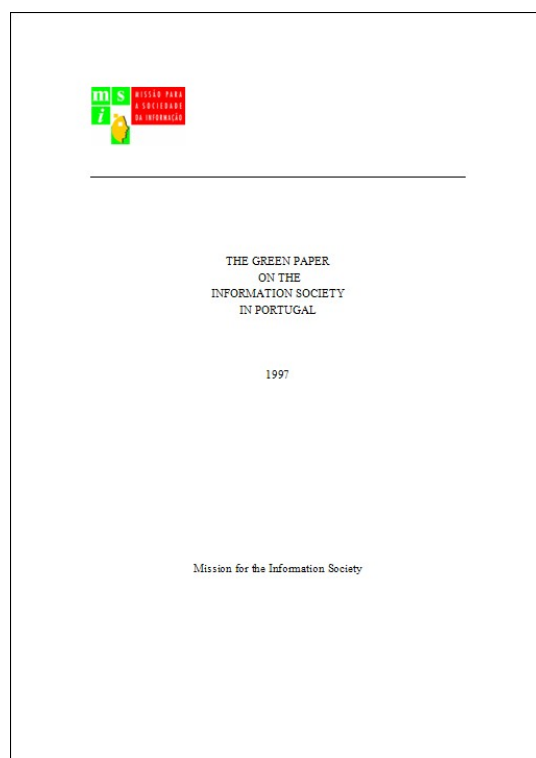 m s
i
MISSÃO PARA
A SOCIEDADE
DA INFORMAÇÃO
THE GREEN PAPER
ON THE
INFORMATION SOCIETY
IN PORTUGAL
1997
Mission for the Information Society